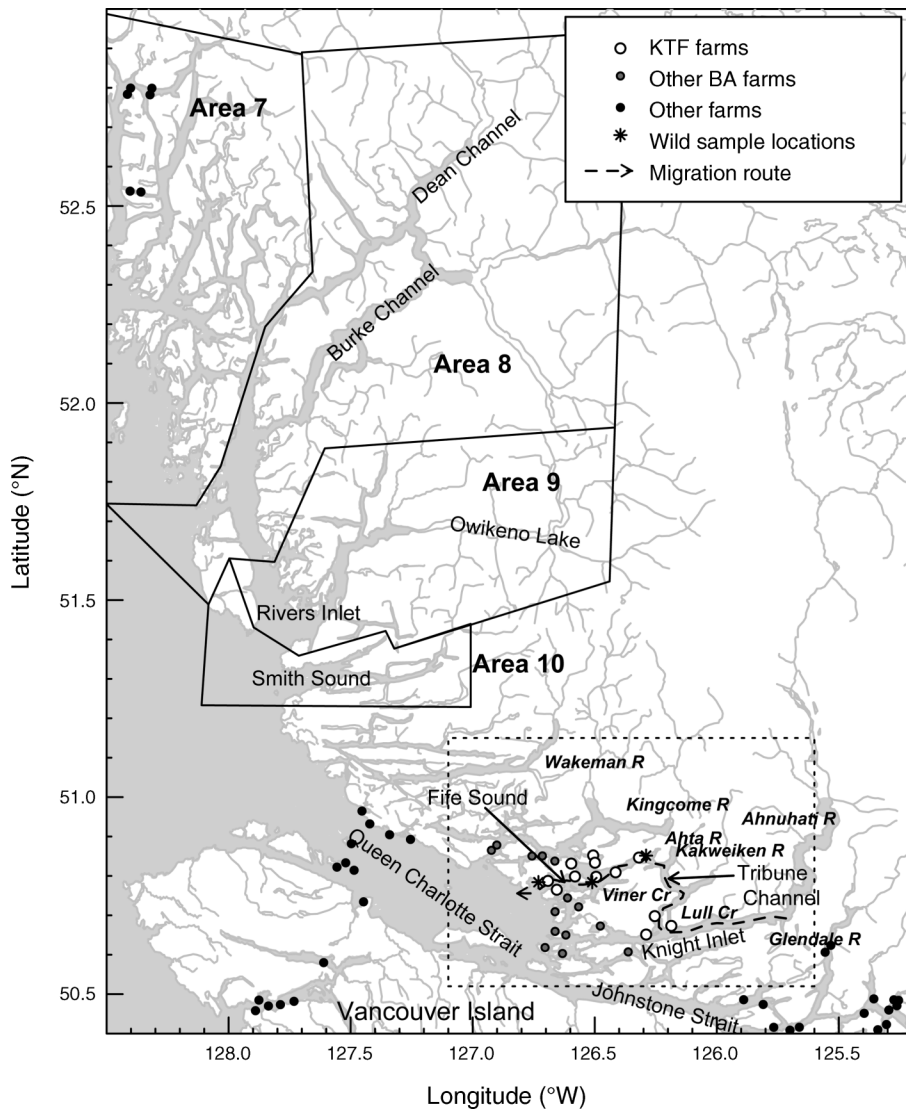 KTF farms
Other BA farms
Other farms
Wild sample locations
Migration route
Area 7
Dean Channel
52.5
Burke Channel
Area 8
52.0
Latitude (°N)
Area 9
Owikeno Lake
51.5
Rivers Inlet
Area 10
Smith Sound
Wakeman R
51.0
Fife Sound
Kingcome R
Ahnuhati R
Ahta R
Kakweiken R
Queen Charlotte Strait
Tribune
Channel
Viner Cr
Lull Cr
Knight Inlet
Glendale R
50.5
Johnstone Strait
Vancouver Island
128.0
127.5
127.0
126.5
126.0
125.5
Longitude (°W)